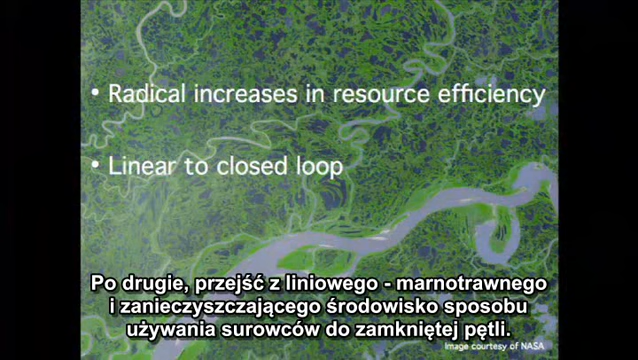 • Radical increases in resource efficiency
• Linear to closed loop
Po drugie, przejść z liniowego - marnotrawnego
i zanieczyszczającego środowisko sposobu
używania surowców do zamkniętej pętli.
Image courtesy of NASA